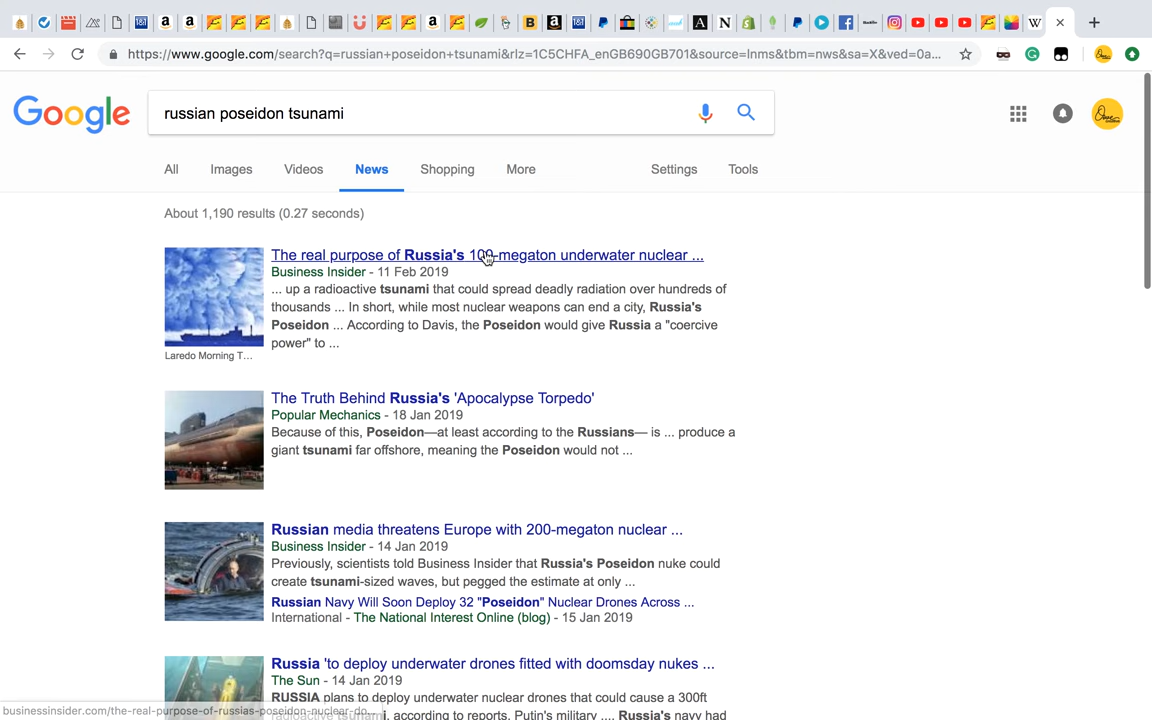 https://www.google.com/search?q=russian+poseidon+tsunami&rlz=1C5CHFA_enGB690GB701&source=lnms&tbm=nws&sa=X&ved=0a...
Google
russian poseidon tsunami
All Images Videos News Shopping More Settings Tools
About 1,190 results (0.27 seconds)
The real purpose of Russia's 100-megaton underwater nuclear ...
Business Insider - 11 Feb 2019
... up a radioactive tsunami that could spread deadly radiation over hundreds of
thousands ... In short, while most nuclear weapons can end a city, Russia's
Poseidon ... According to Davis, the Poseidon would give Russia a "coercive
power" to ...
Laredo Morning T...
The Truth Behind Russia's 'Apocalypse Torpedo'
Popular Mechanics - 18 Jan 2019
Because of this, Poseidon—at least according to the Russians— is ... produce a
giant tsunami far offshore, meaning the Poseidon would not ...
Russian media threatens Europe with 200-megaton nuclear ...
Business Insider - 14 Jan 2019
Previously, scientists told Business Insider that Russia's Poseidon nuke could
create tsunami-sized waves, but pegged the estimate at only ...
Russian Navy Will Soon Deploy 32 "Poseidon" Nuclear Drones Across ...
International - The National Interest Online (blog) - 15 Jan 2019
Russia 'to deploy underwater drones fitted with doomsday nukes ...
The Sun - 14 Jan 2019
RUSSIA plans to deploy underwater nuclear drones that could cause a 300ft
radioactive tsunami, according to reports. Putin's military .... Russia's navy had
businessinsider.com/the-real-purpose-of-russias-poseidon-nuclear-do...